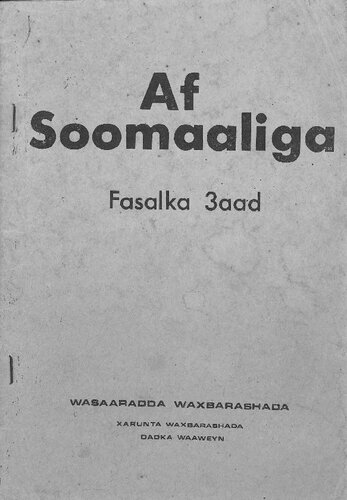 Af
Soomaaliga
Fasalka 3aad
WASAARADDA WAXBARASHADA
XARUNTA WAXBARASHADA
DADKA WAAWEYN